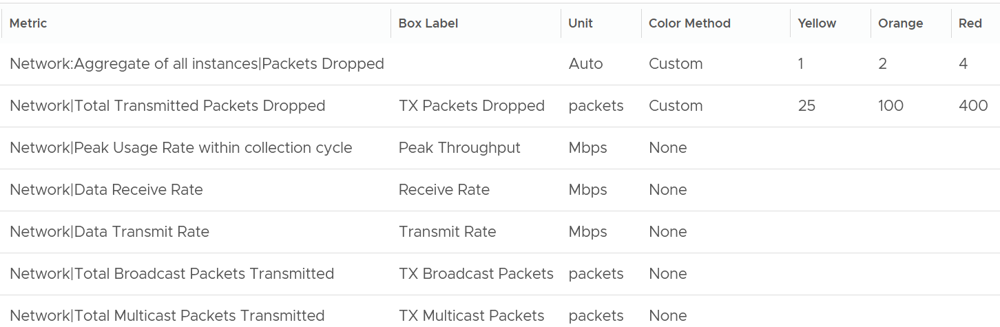 Metric Box Label Unit Color Method Yellow Orange Red
Network:Aggregate of all instances|Packets Dropped Auto Custom 1 2 4
Network|Total Transmitted Packets Dropped TX Packets Dropped packets Custom 25 100 400
Network|Peak Usage Rate within collection cycle Peak Throughput Mbps None
Network|Data Receive Rate Receive Rate Mbps None
Network|Data Transmit Rate Transmit Rate Mbps None
Network|Total Broadcast Packets Transmitted TX Broadcast Packets packets None
Network|Total Multicast Packets Transmitted TX Multicast Packets packets None